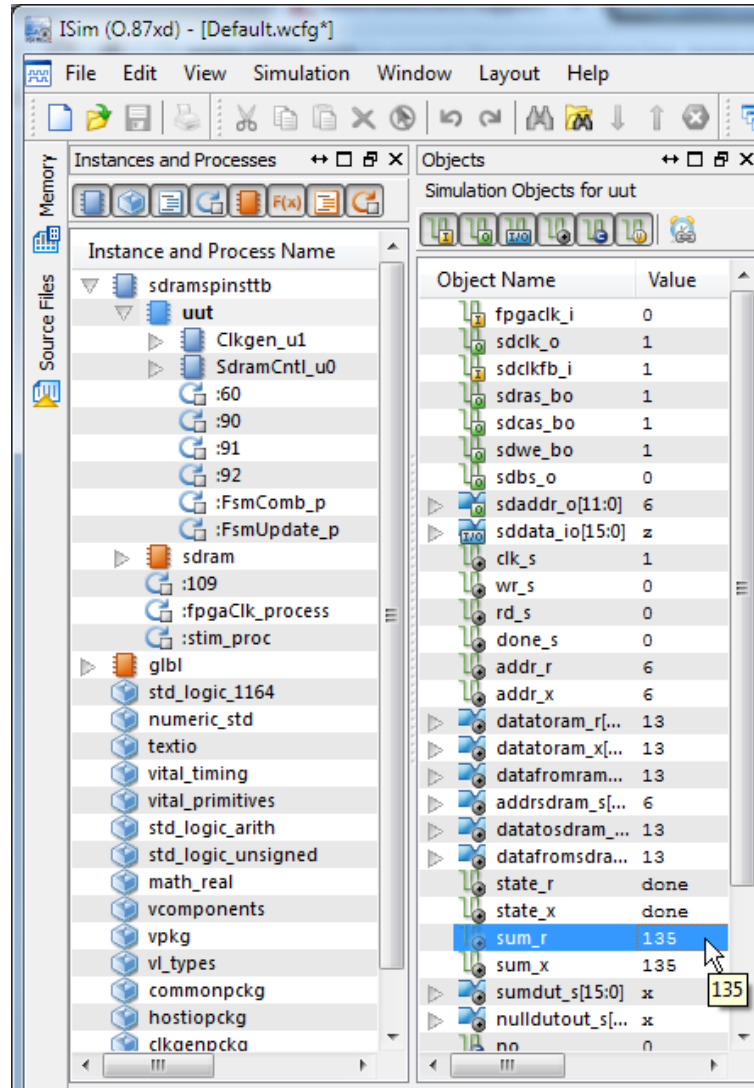 ISim (O.87xd) - [Default.wcfg*]
File Edit View Simulation Window Layout Help
Memory
Source Files
Instances and Processes
F(x)
Instance and Process Name
sdramspinsttb
uut
Clkgen_u1
SdramCntl_u0
:60
:90
:91
:92
:FsmComb_p
:FsmUpdate_p
sdram
:109
:fpgaClk_process
:stim_proc
glbl
std_logic_1164
numeric_std
textio
vital_timing
vital_primitives
std_logic_arith
std_logic_unsigned
math_real
vcomponents
vpkg
vl_types
commonpckg
hostiopckg
clkgenpckg
Objects
Simulation Objects for uut
I O I/O C U
Object Name Value
fpgaclk_i 0
sdclk_o 1
sdclkfb_i 1
sdras_bo 1
sdcas_bo 1
sdwe_bo 1
sdbs_o 0
sdaddr_o[11:0] 6
sddata_io[15:0] z
clk_s 1
wr_s 0
rd_s 0
done_s 0
addr_r 6
addr_x 6
datatoram_r[... 13
datatoram_x[... 13
datafromram... 13
addrsdram_s[... 6
datatosdram_... 13
datafromsdra... 13
state_r done
state_x done
sum_r 135
sum_x 135
135
sumdut_s[15:0] x
nulldutout_s[... x
no 0